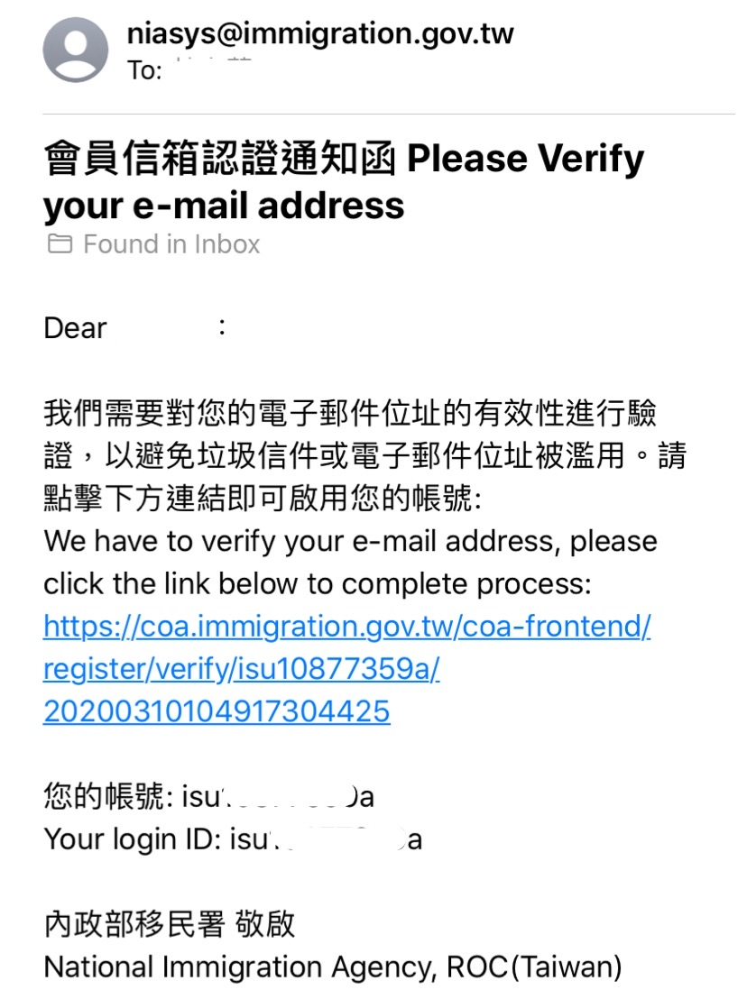 niasys@immigration.gov.tw
To:
會員信箱認證通知函 Please Verify
your e-mail address
Found in Inbox
Dear ：
我們需要對您的電子郵件位址的有效性進行驗
證，以避免垃圾信件或電子郵件位址被濫用。請
點擊下方連結即可啟用您的帳號:
We have to verify your e-mail address, please
click the link below to complete process:
https://coa.immigration.gov.tw/coa-frontend/
register/verify/isu10877359a/
20200310104917304425
您的帳號: isu
Your login ID: isu
內政部移民署 敬啟
National Immigration Agency, ROC(Taiwan)